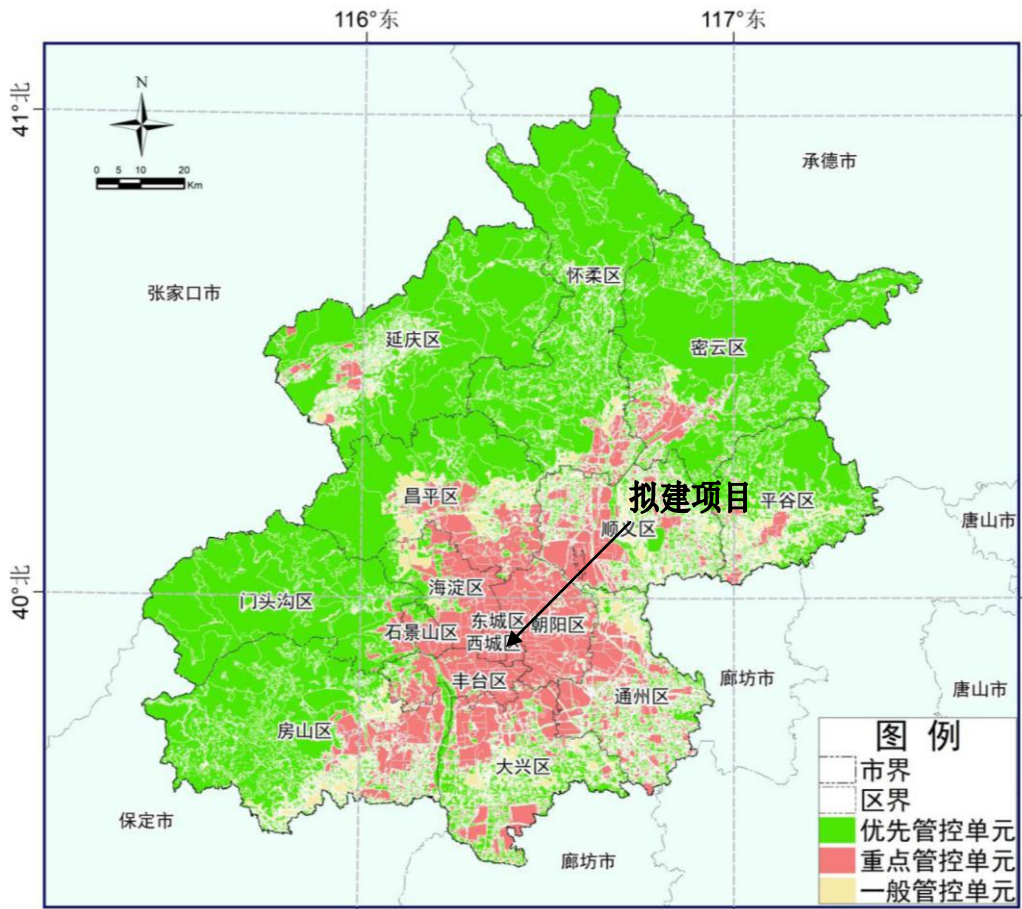 116°东
117°东
41°北
N
0 5 10 20
Km
承德市
张家口市
怀柔区
延庆区
密云区
拟建项目
昌平区
平谷区
顺义区
唐山市
40°北
海淀区
门头沟区
东城区
朝阳区
石景山区
西城区
丰台区
廊坊市
唐山市
通州区
房山区
大兴区
保定市
廊坊市
图 例
市界
区界
优先管控单元
重点管控单元
一般管控单元